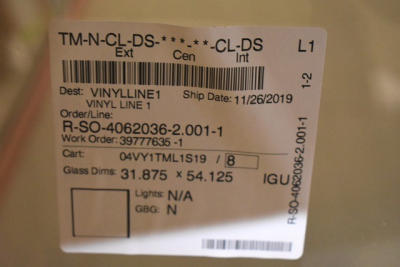 TM-N-CL-DS-***-**-CL-DS L1
Ext Cen Int
1-2
Dest: VINYLLINE1 Ship Date: 11/26/2019
VINYL LINE 1
Order/Line:
R-SO-4062036-2.001-1
Work Order: 39777635 -1
Cart: 04VY1TML1S19 / 8
Glass Dims: 31.875 x 54.125 IGU
Lights: N/A
GBG: N
R-SO-4062036-2.001-1